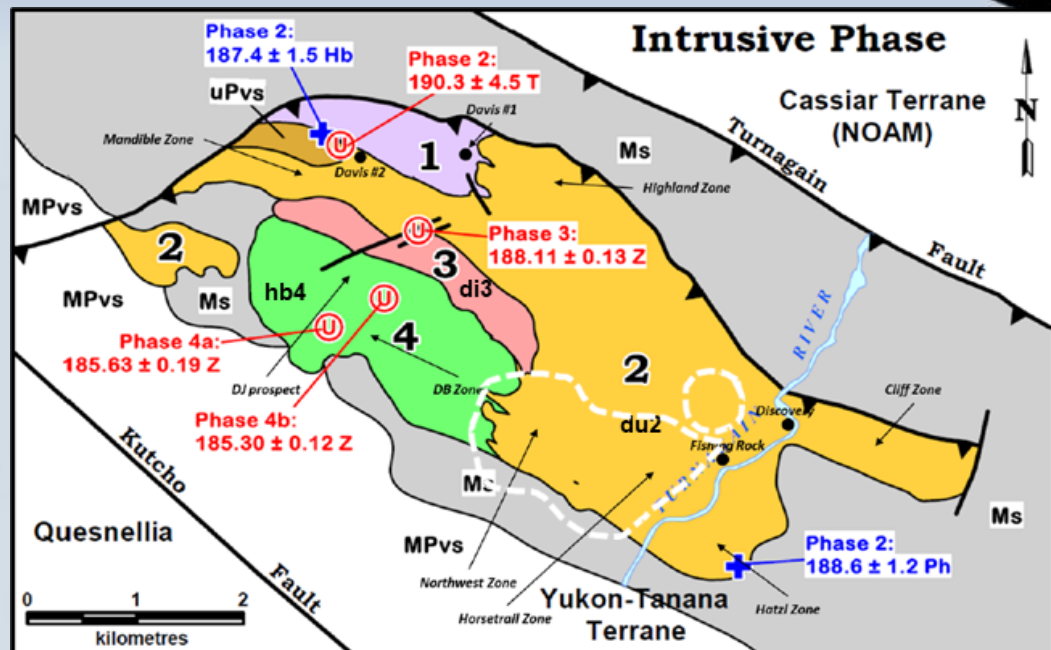 Intrusive Phase
Phase 2:
187.4 ± 1.5 Hb
Phase 2:
190.3 ± 4.5 T
Cassiar Terrane
(NOAM)
N
uPvs
Davis #1
Mandible Zone
Turnagain
Fault
1
Ms
Davis #2
Highland Zone
MPvs
U
U
2
Phase 3:
188.11 ± 0.13 Z
3
di3
hb4
MPvs
Ms
U
U
4
Phase 4a:
185.63 ± 0.19 Z
RIVER
2
DJ prospect
DB Zone
Cliff Zone
Phase 4b:
185.30 ± 0.12 Z
du2
Discovery
Fishing Rock
Kutcho
Fault
Ms
Ms
Quesnellia
MPvs
Phase 2:
188.6 ± 1.2 Ph
Northwest Zone
Horsetrail Zone
Hatzl Zone
Yukon-Tanana
Terrane
0 1 2
kilometres